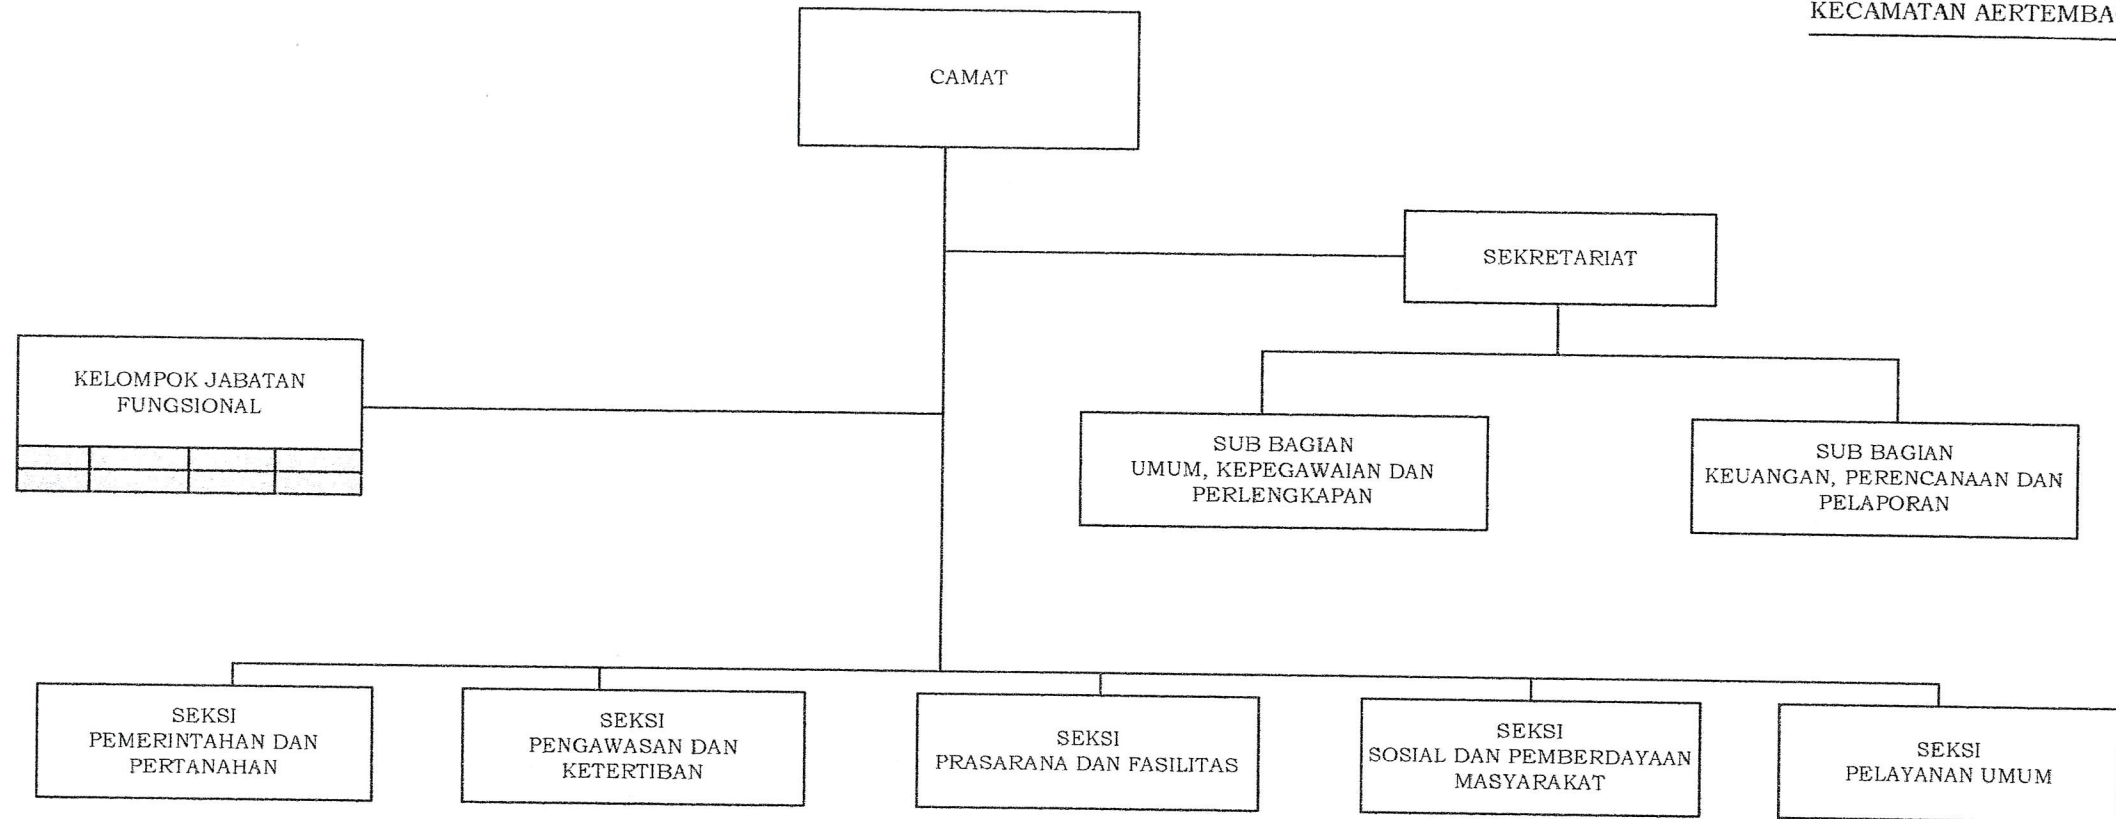 KECAMATAN AERTEMBA
CAMAT
SEKRETARIAT
KELOMPOK JABATAN
FUNGSIONAL
SUB BAGIAN
UMUM, KEPEGAWAIAN DAN
PERLENGKAPAN
SUB BAGIAN
KEUANGAN, PERENCANAAN DAN
PELAPORAN
SEKSI
PEMERINTAHAN DAN
PERTANAHAN
SEKSI
PENGAWASAN DAN
KETERTIBAN
SEKSI
PRASARANA DAN FASILITAS
SEKSI
SOSIAL DAN PEMBERDAYAAN
MASYARAKAT
SEKSI
PELAYANAN UMUM